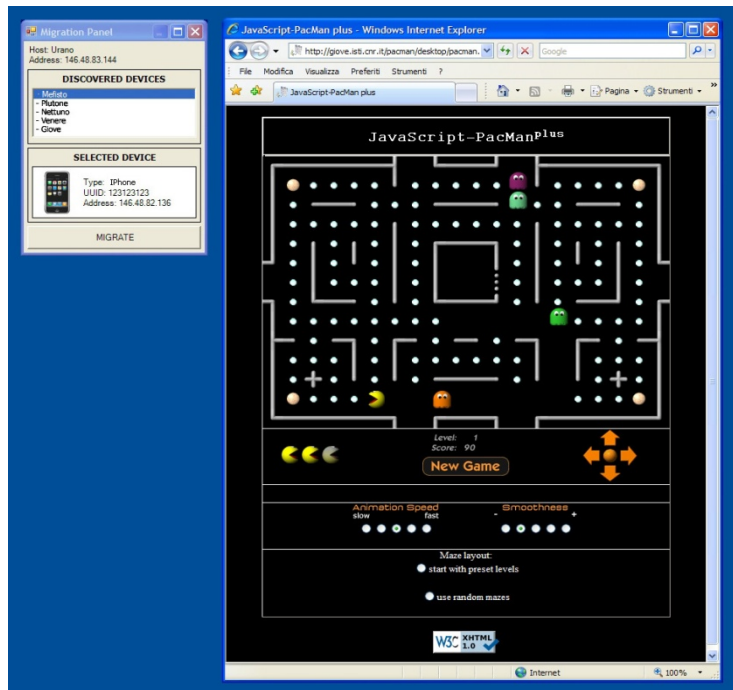 Migration Panel
Host: Urano
Address: 146.48.83.144
DISCOVERED DEVICES
- Mefisto
- Plutone
- Nettuno
- Venere
- Giove
SELECTED DEVICE
Type: IPhone
UUID: 123123123
Address: 146.48.82.136
MIGRATE
JavaScript-PacMan plus - Windows Internet Explorer
http://giove.isti.cnr.it/pacman/desktop/pacman.
Google
File Modifica Visualizza Preferiti Strumenti ?
JavaScript-PacMan plus
Pagina Strumenti »
JavaScript-PacManplus
Level: 1
Score: 90
New Game
Animation Speed
slow fast
Smoothness
- +
Maze layout:
start with preset levels
use random mazes
W3C XHTML 1.0
Internet 100%